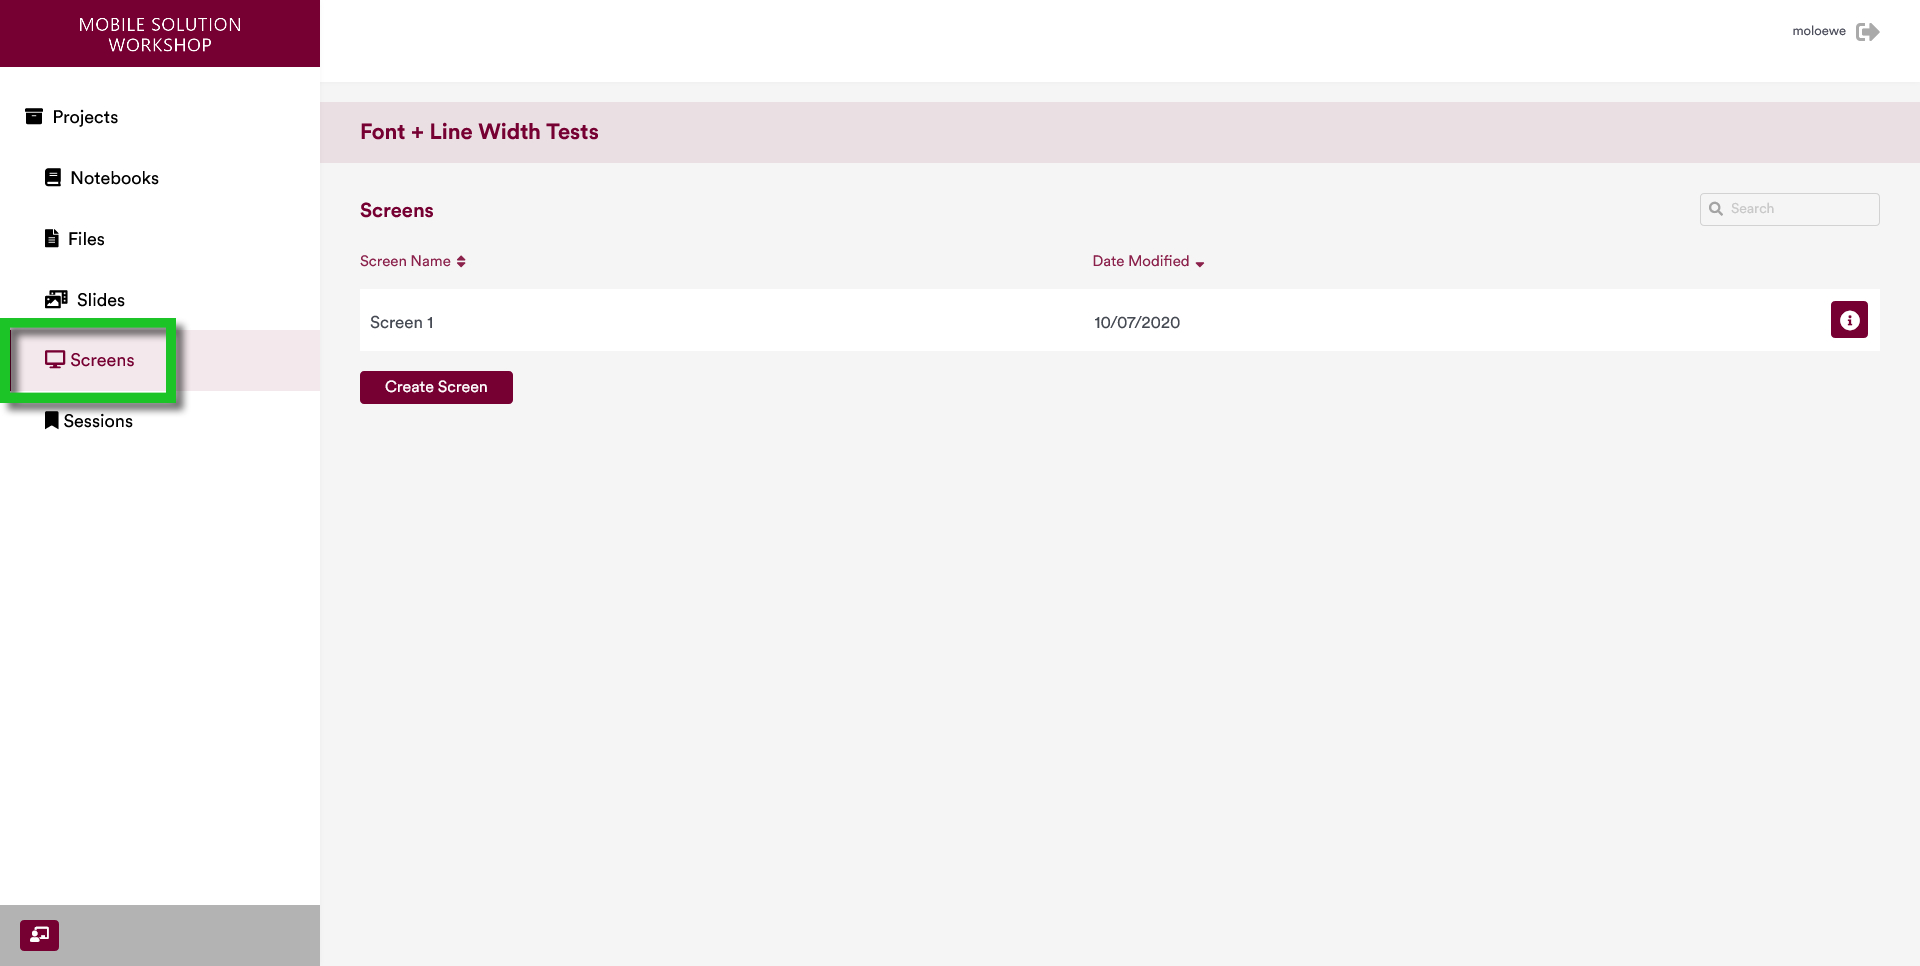 MOBILE SOLUTION
WORKSHOP
moloewe
Projects
Notebooks
Files
Slides
Screens
Sessions
Font + Line Width Tests
Screens
Search
Screen Name
Date Modified
Screen 1
10/07/2020
Create Screen